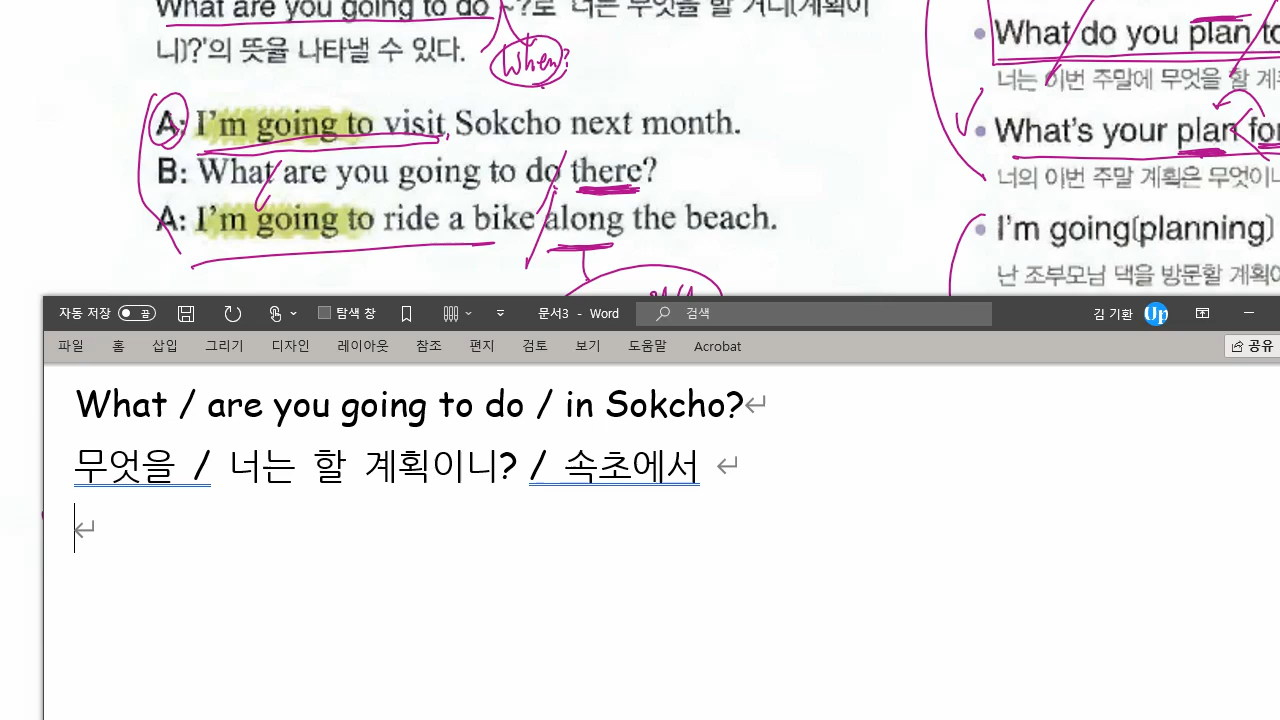 What are you going to do ~?로 '너는 무엇을 할 거니(계획이
니)?'의 뜻을 나타낼 수 있다.
When?
A: I'm going to visit Sokcho next month.
B: What are you going to do there?
A: I'm going to ride a bike along the beach.
What do you plan to
너는 이번 주말에 무엇을 할 계획
What's your plan for
너의 이번 주말 계획은 무엇이니
I'm going(planning)
난 조부모님 댁을 방문할 계획이
자동 저장 끔 탐색 창 문서3 - Word 검색 김 기환 Up
파일 홈 삽입 그리기 디자인 레이아웃 참조 편지 검토 보기 도움말 Acrobat 공유
What / are you going to do / in Sokcho?
무엇을 / 너는 할 계획이니? / 속초에서